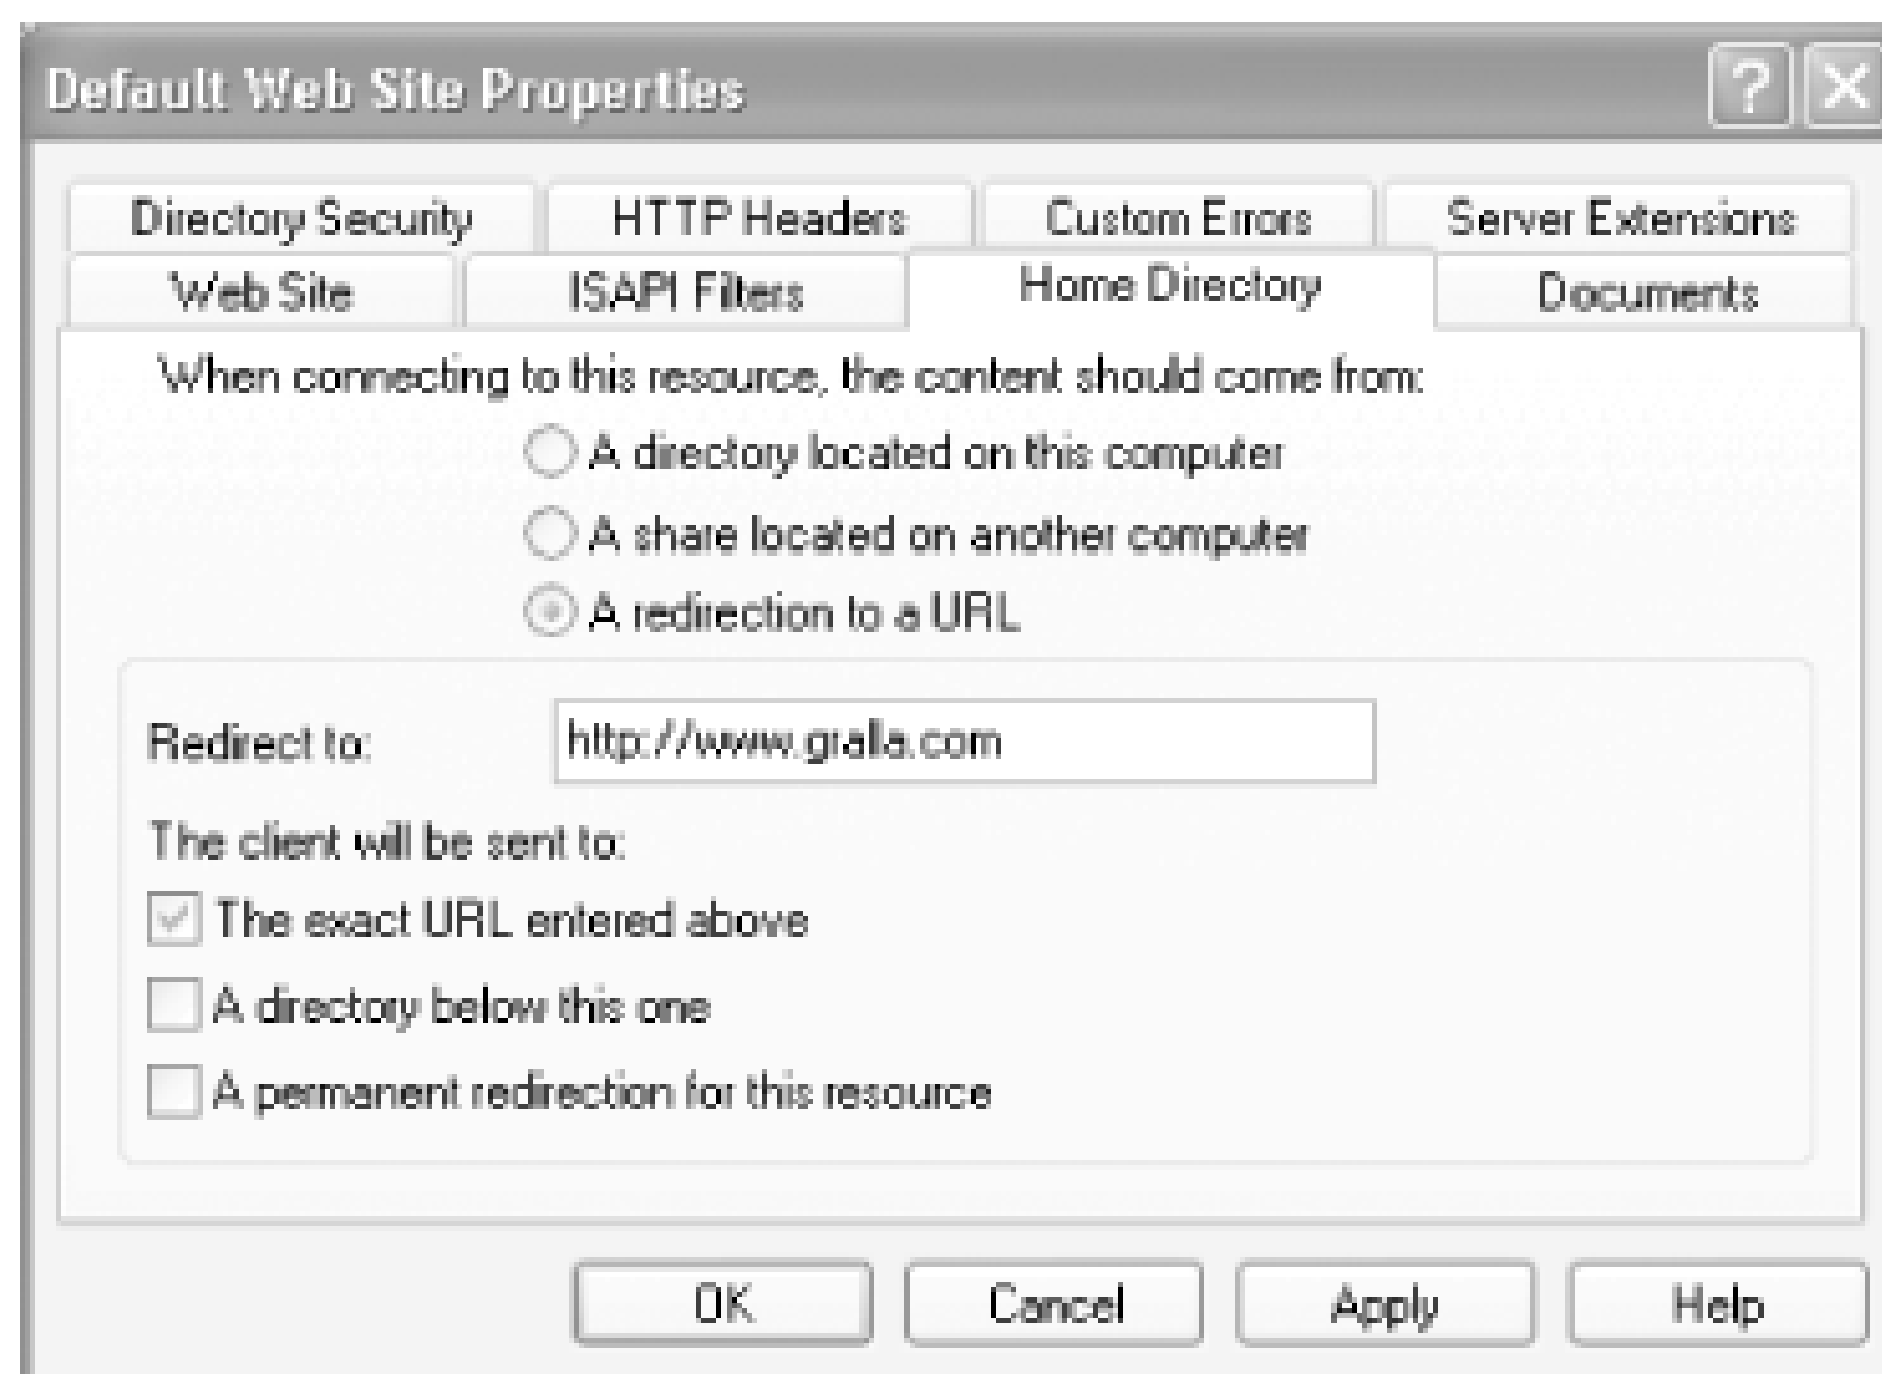 Default Web Site Properties
Directory Security HTTP Headers Custom Errors Server Extensions
Web Site ISAPI Filters Home Directory Documents
When connecting to this resource, the content should come from:
A directory located on this computer
A share located on another computer
A redirection to a URL
Redirect to: http://www.gralla.com
The client will be sent to:
The exact URL entered above
A directory below this one
A permanent redirection for this resource
OK Cancel Apply Help